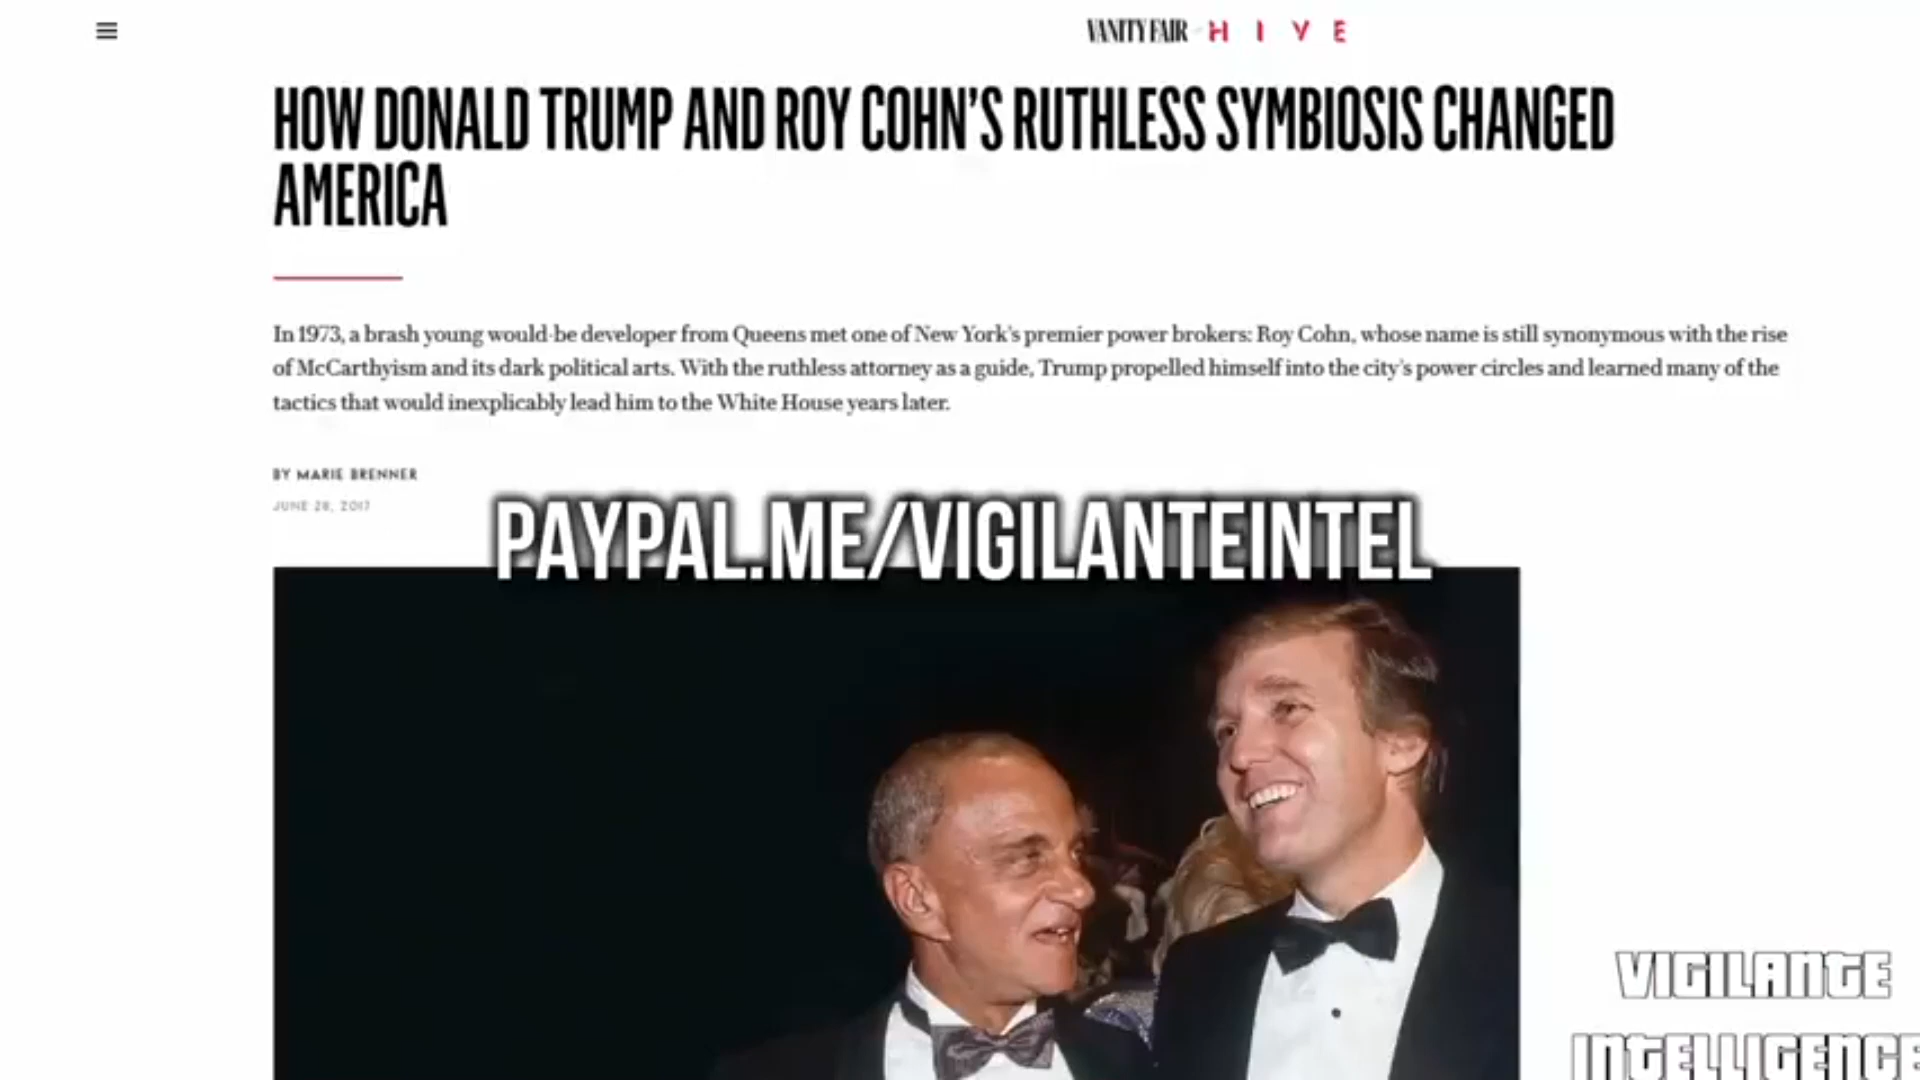 VANITY FAIR HIVE
HOW DONALD TRUMP AND ROY COHN'S RUTHLESS SYMBIOSIS CHANGED
AMERICA
In 1973, a brash young would-be developer from Queens met one of New York's premier power brokers: Roy Cohn, whose name is still synonymous with the rise
of McCarthyism and its dark political arts. With the ruthless attorney as a guide, Trump propelled himself into the city's power circles and learned many of the
tactics that would inexplicably lead him to the White House years later.
BY MARIE BRENNER
JUNE 28, 2017
PAYPAL.ME/VIGILANTEINTEL
VIGILANTE
INTELLIGENCE